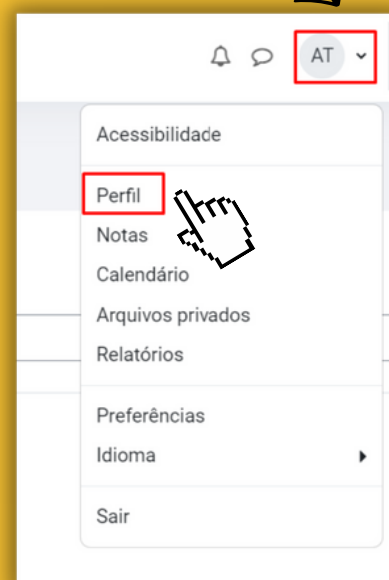 AT
Acessibilidade
Perfil
Notas
Calendário
Arquivos privados
Relatórios
Preferências
Idioma
Sair